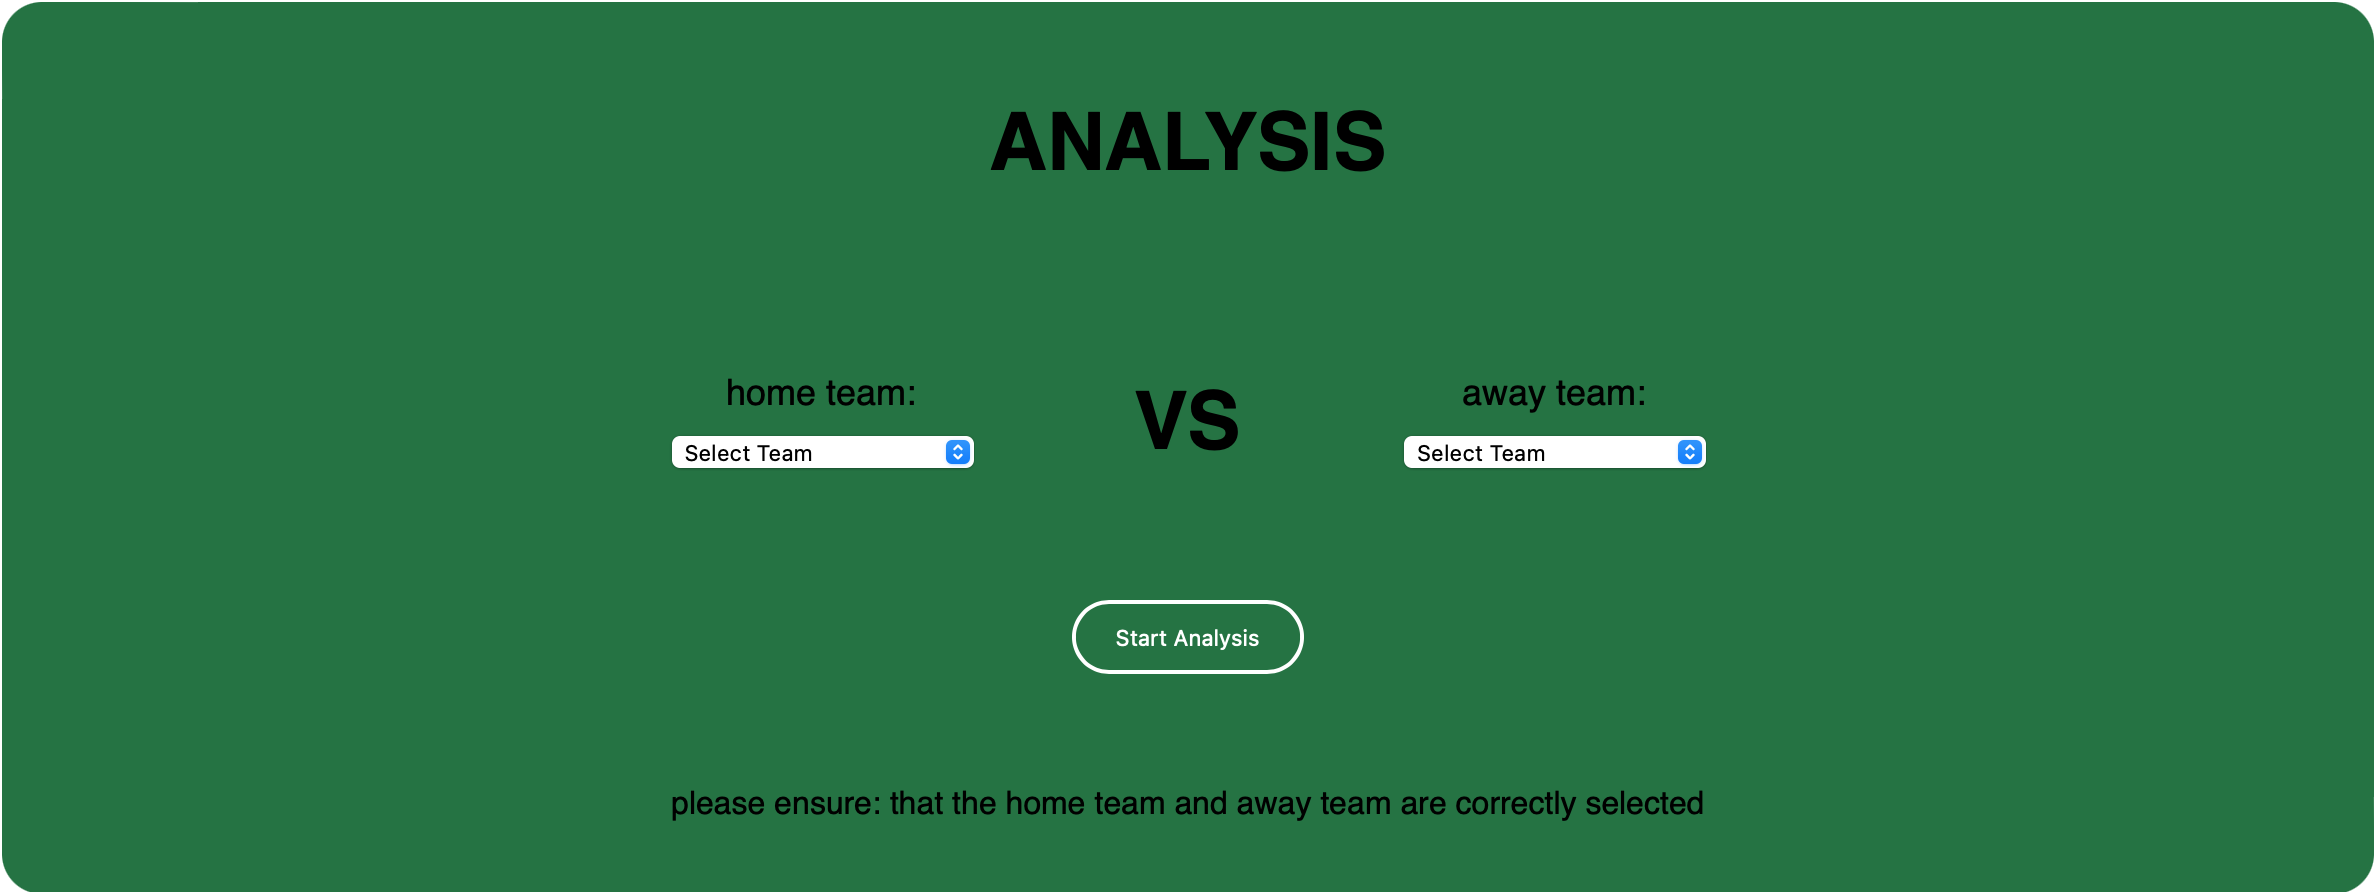 ANALYSIS
home team:
VS
away team:
Select Team
Select Team
Start Analysis
please ensure: that the home team and away team are correctly selected